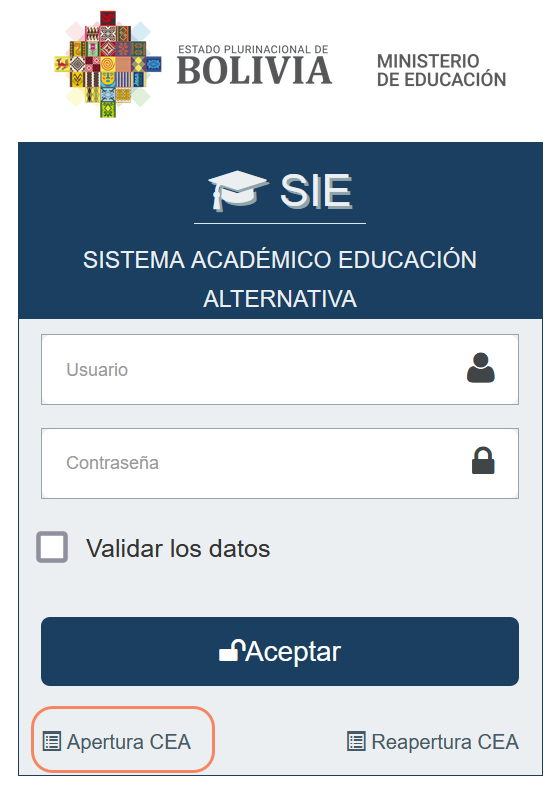 ESTADO PLURINACIONAL DE
BOLIVIA
MINISTERIO
DE EDUCACIÓN
SIE
SISTEMA ACADÉMICO EDUCACIÓN
ALTERNATIVA
Usuario
Contraseña
Validar los datos
Aceptar
Apertura CEA
Reapertura CEA